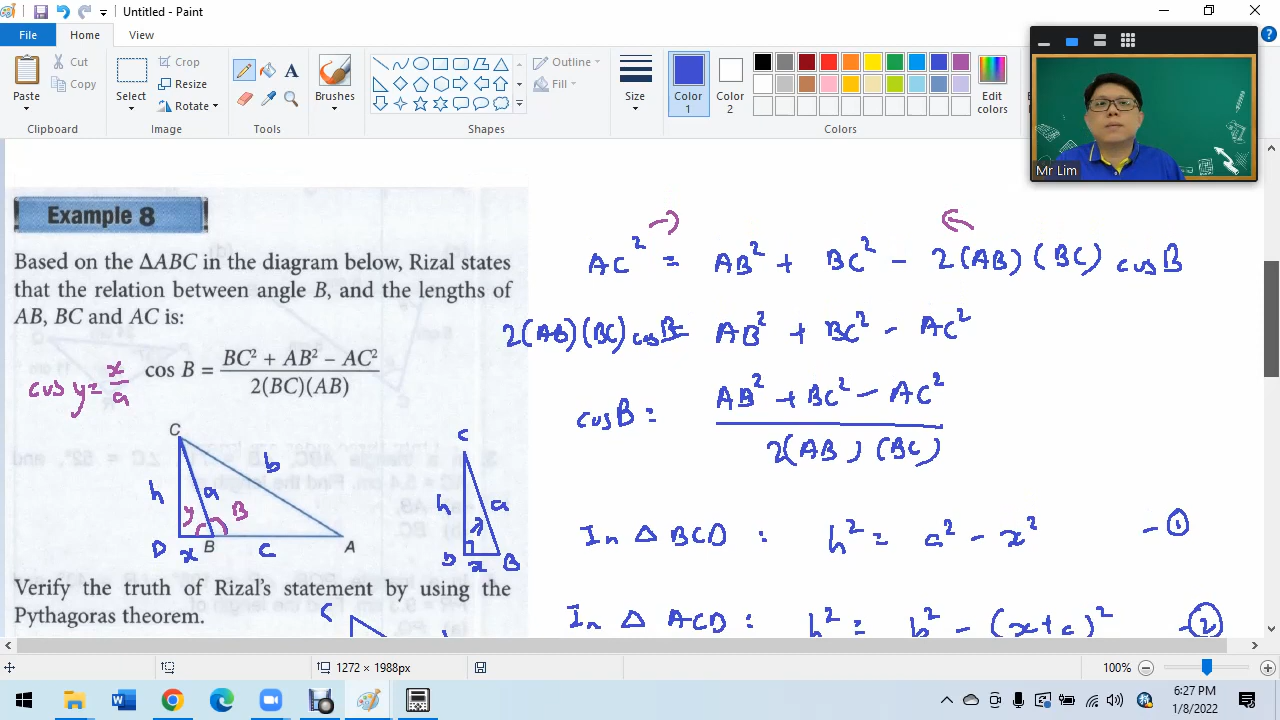 Untitled - Paint
File Home View
Paste
Cut
Copy
Clipboard
Select
Crop
Resize
Rotate
Image
Tools
Brushes
Shapes
Outline
Fill
Size
Color 1
Color 2
Edit colors
Colors
Mr Lim
Example 8
Based on the ΔABC in the diagram below, Rizal states
that the relation between angle B, and the lengths of
AB, BC and AC is:
cos B = BC² + AB² – AC² / 2(BC)(AB)
cos y = x/a
C
b
h
a
y
B
D
x
B
c
A
C
h
a
y
D
x
B
Verify the truth of Rizal's statement by using the
Pythagoras theorem.
C
AC² = AB² + BC² - 2(AB)(BC) cosB
2(AB)(BC)cosB = AB² + BC² - AC²
cosB = AB² + BC² - AC² / 2(AB)(BC)
In Δ BCD : h² = a² - x² - ①
In Δ ACD : h² = b² - (x+c)² - ②
1272 × 1988px
100%
6:27 PM
1/8/2022